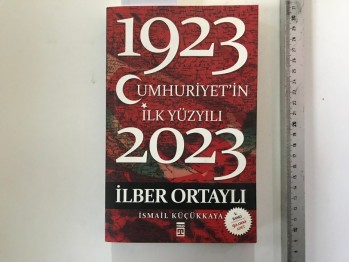 1923
CUMHURİYET'İN
İLK YÜZYILI
2023
İLBER ORTAYLI
İSMAİL KÜÇÜKKAYA